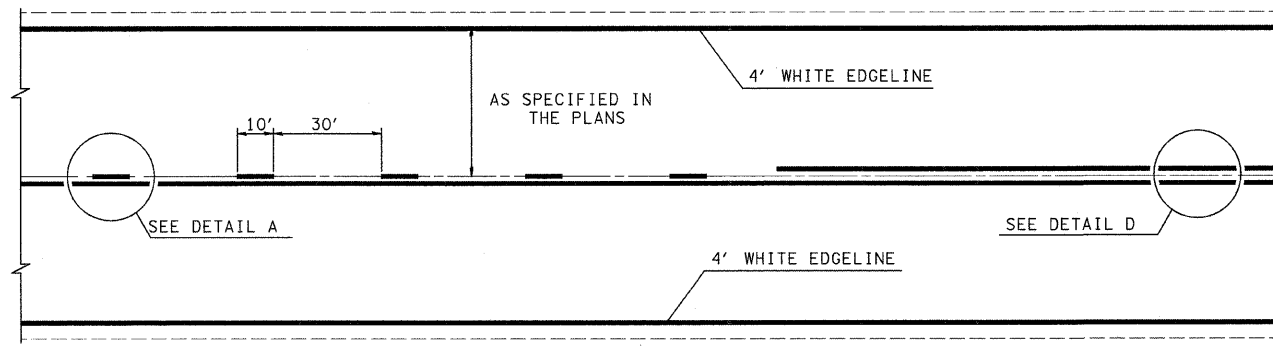 4' WHITE EDGELINE
AS SPECIFIED IN
THE PLANS
10'
30'
SEE DETAIL A
SEE DETAIL D
4' WHITE EDGELINE